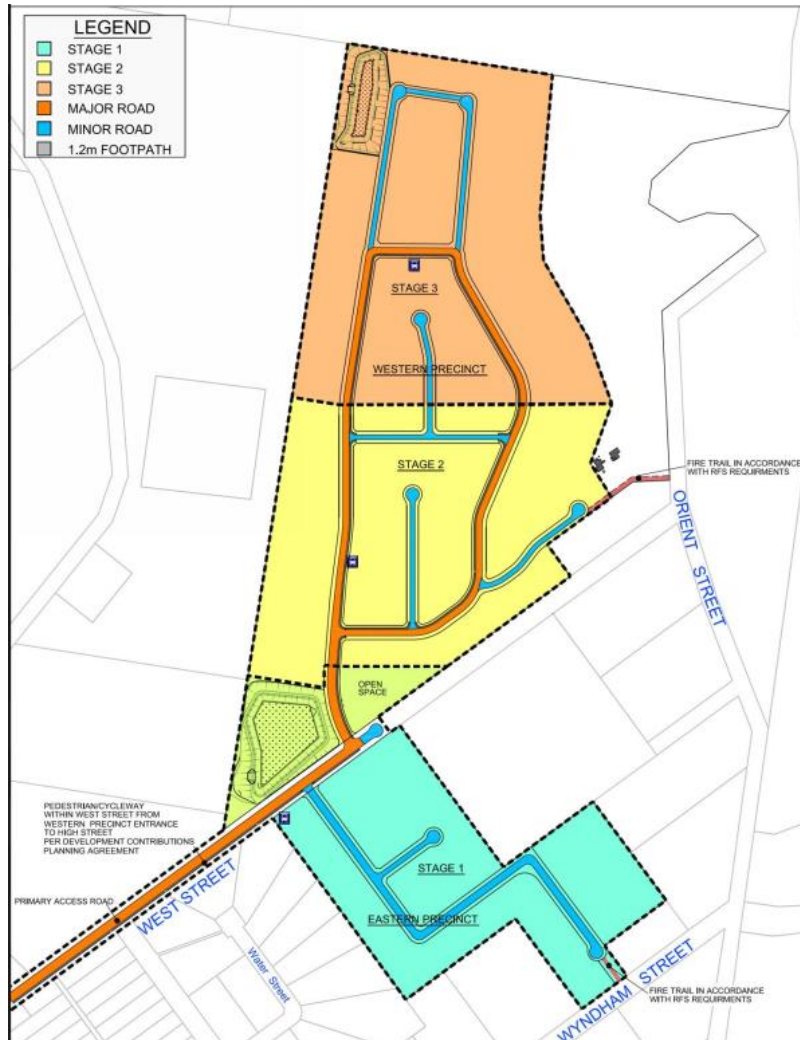 LEGEND
STAGE 1
STAGE 2
STAGE 3
MAJOR ROAD
MINOR ROAD
1.2m FOOTPATH
STAGE 3
WESTERN PRECINCT
STAGE 2
FIRE TRAIL IN ACCORDANCE
WITH RFS REQUIRMENTS
ORIENT STREET
OPEN
SPACE
PEDESTRIAN/CYCLEWAY
WITHIN WEST STREET FROM
WESTERN PRECINCT ENTRANCE
TO HIGH STREET
PER DEVELOPMENT CONTRIBUTIONS
PLANNING AGREEMENT
STAGE 1
PRIMARY ACCESS ROAD
WEST STREET
EASTERN PRECINCT
Water Street
WYNDHAM STREET
FIRE TRAIL IN ACCORDANCE
WITH RFS REQUIRMENTS